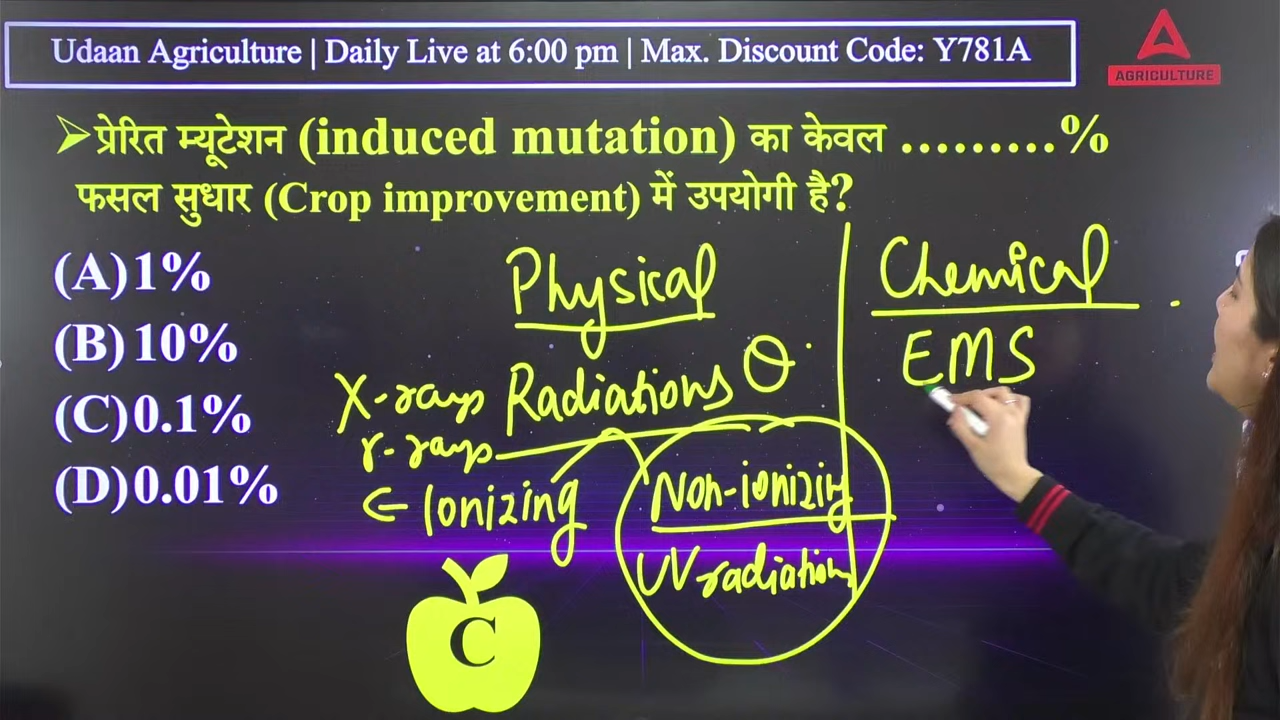 Udaan Agriculture | Daily Live at 6:00 pm | Max. Discount Code: Y781A
AGRICULTURE
➤प्रेरित म्यूटेशन (induced mutation) का केवल .........%
फसल सुधार (Crop improvement) में उपयोगी है?
(A) 1%
(B) 10%
(C) 0.1%
(D) 0.01%
Physical
Chemical
EMS
X-rays Radiations
γ-rays
Ionizing
Non-ionizing
UV radiations
C